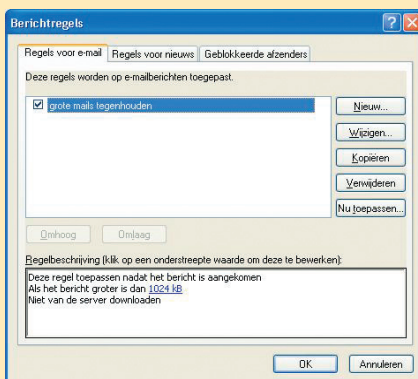 Berichtregels
Regels voor e-mail Regels voor nieuws Geblokkeerde afzenders
Deze regels worden op e-mailberichten toegepast.
grote mails tegenhouden
Nieuw...
Wijzigen...
Kopiëren
Verwijderen
Nu toepassen...
Omhoog Omlaag
Regelbeschrijving (klik op een onderstreepte waarde om deze te bewerken):
Deze regel toepassen nadat het bericht is aangekomen
Als het bericht groter is dan 1024 kB
Niet van de server downloaden
OK Annuleren